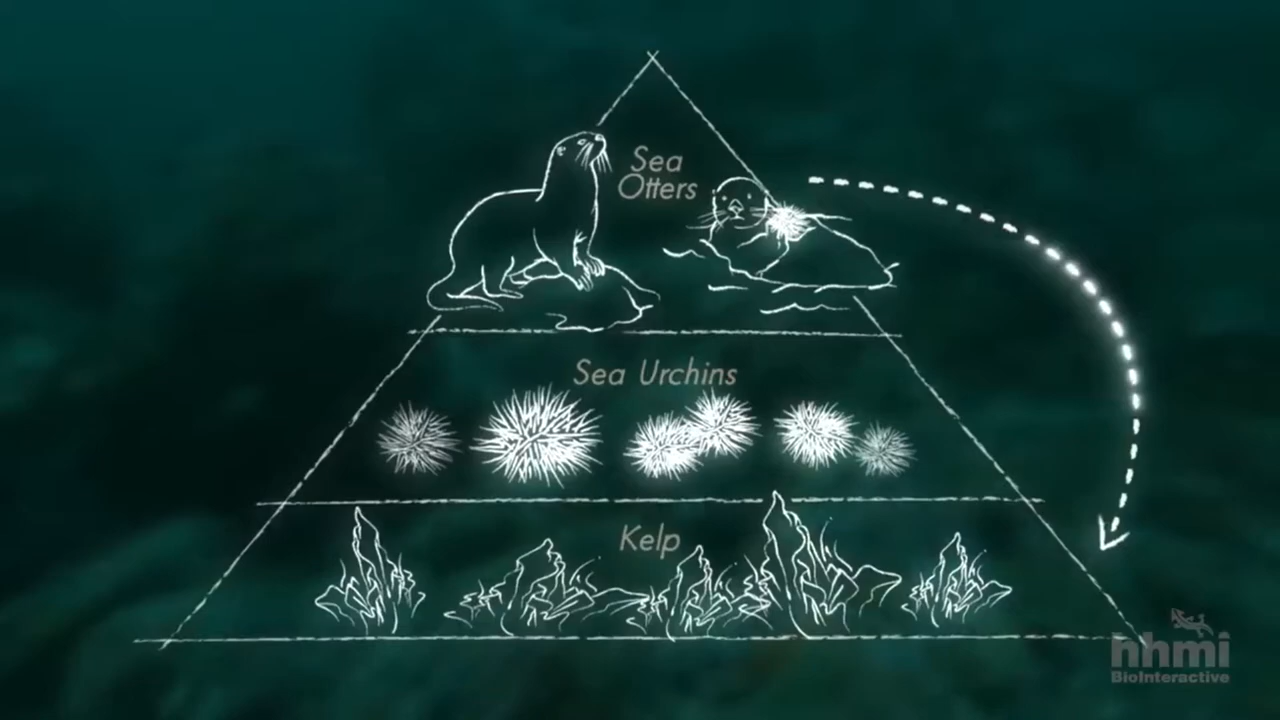 Sea
Otters
Sea Urchins
Kelp
hhmi
BioInteractive